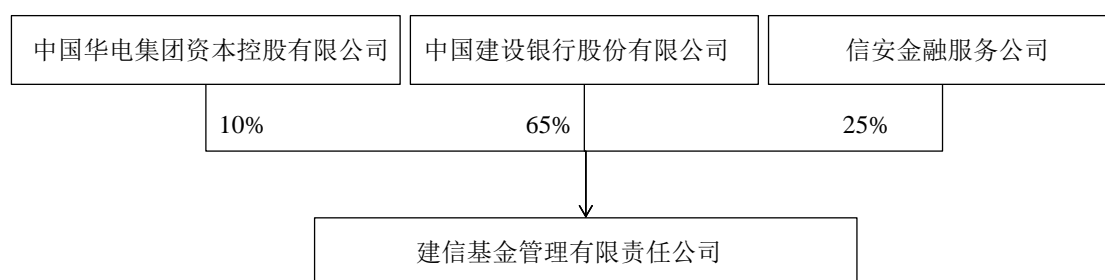 中国华电集团资本控股有限公司
中国建设银行股份有限公司
信安金融服务公司
10%
65%
25%
建信基金管理有限责任公司